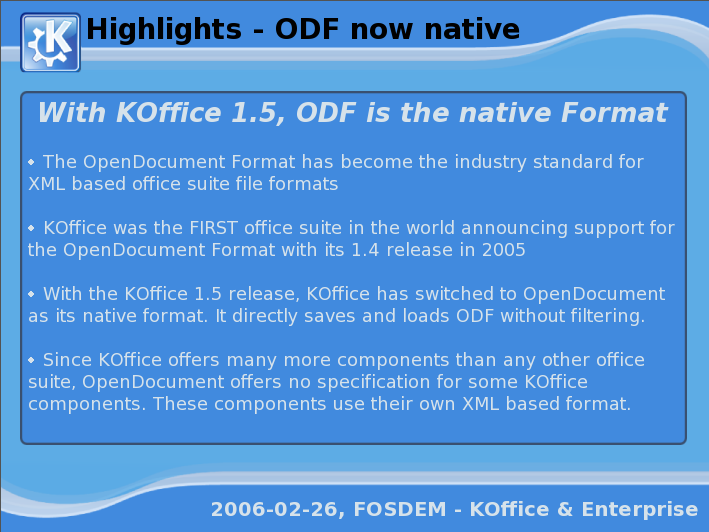 K
Highlights - ODF now native
With KOffice 1.5, ODF is the native Format
• The OpenDocument Format has become the industry standard for
XML based office suite file formats
• KOffice was the FIRST office suite in the world announcing support for
the OpenDocument Format with its 1.4 release in 2005
• With the KOffice 1.5 release, KOffice has switched to OpenDocument
as its native format. It directly saves and loads ODF without filtering.
• Since KOffice offers many more components than any other office
suite, OpenDocument offers no specification for some KOffice
components. These components use their own XML based format.
2006-02-26, FOSDEM - KOffice & Enterprise